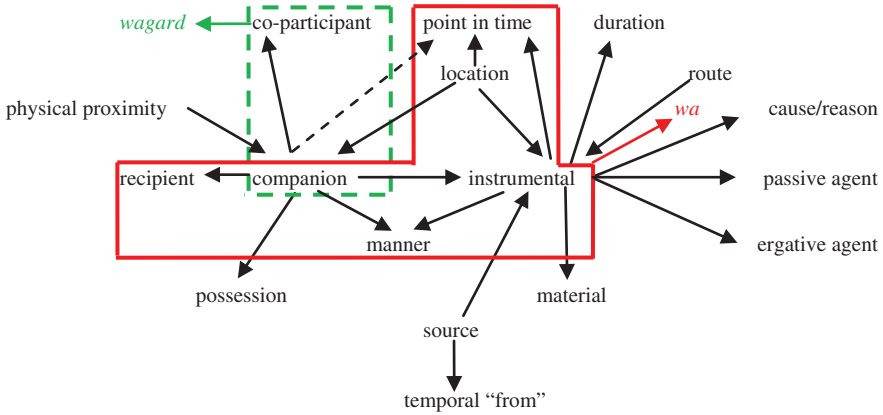 wagard co-participant point in time duration
location route
physical proximity wa cause/reason
recipient companion instrumental passive agent
manner ergative agent
possession material
source
temporal “from”